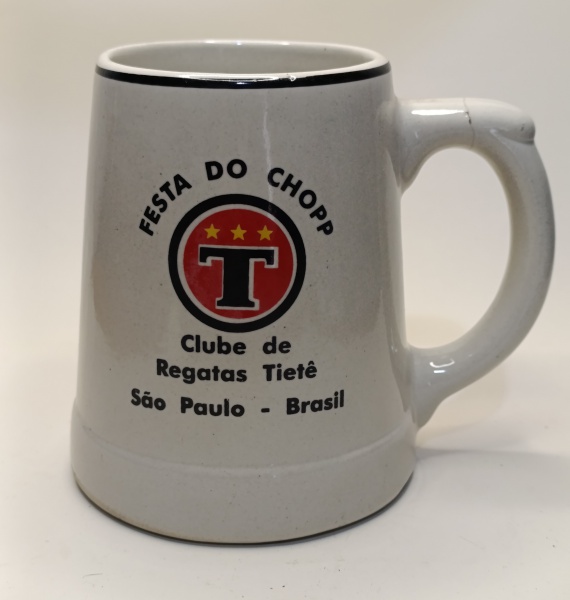 FESTA DO CHOPP
T
Clube de
Regatas Tietê
São Paulo - Brasil